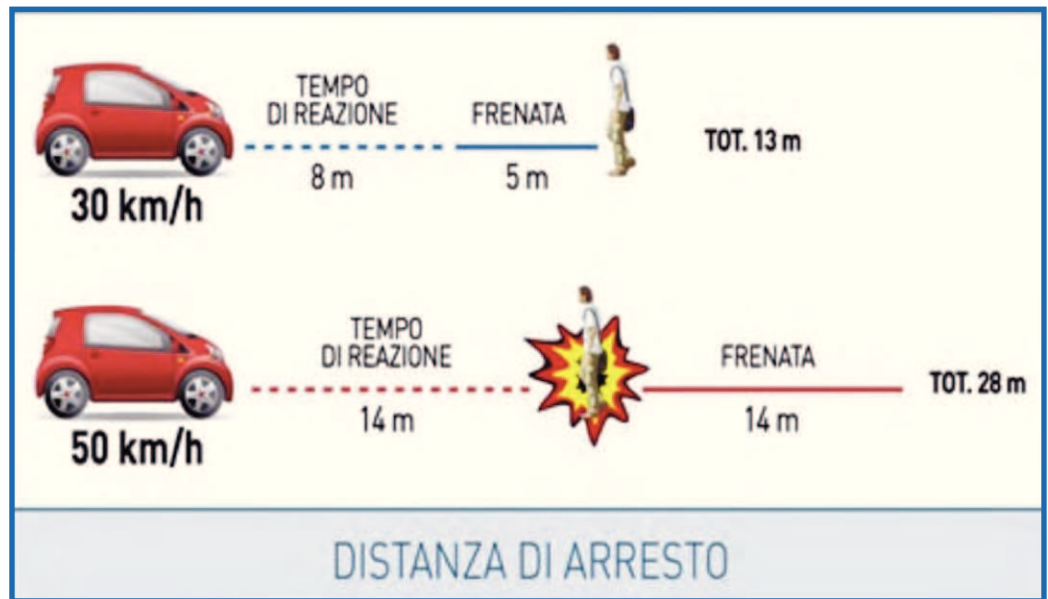 TEMPO
DI REAZIONE
FRENATA
TOT. 13 m
8 m
5 m
30 km/h
TEMPO
DI REAZIONE
FRENATA
TOT. 28 m
14 m
14 m
50 km/h
DISTANZA DI ARRESTO